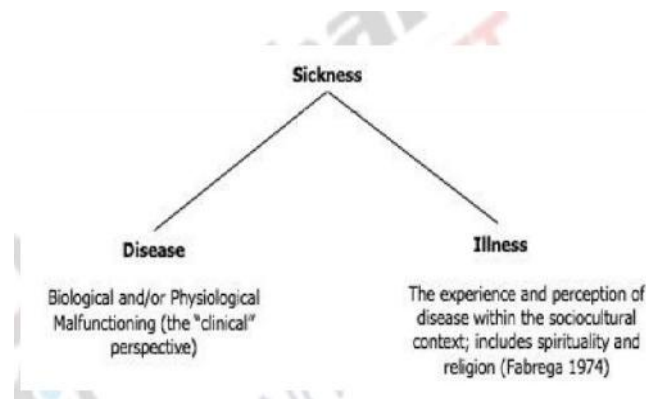 Sickness
Disease
Biological and/or Physiological
Malfunctioning (the "clinical"
perspective)
Illness
The experience and perception of
disease within the sociocultural
context; includes spirituality and
religion (Fabrega 1974)